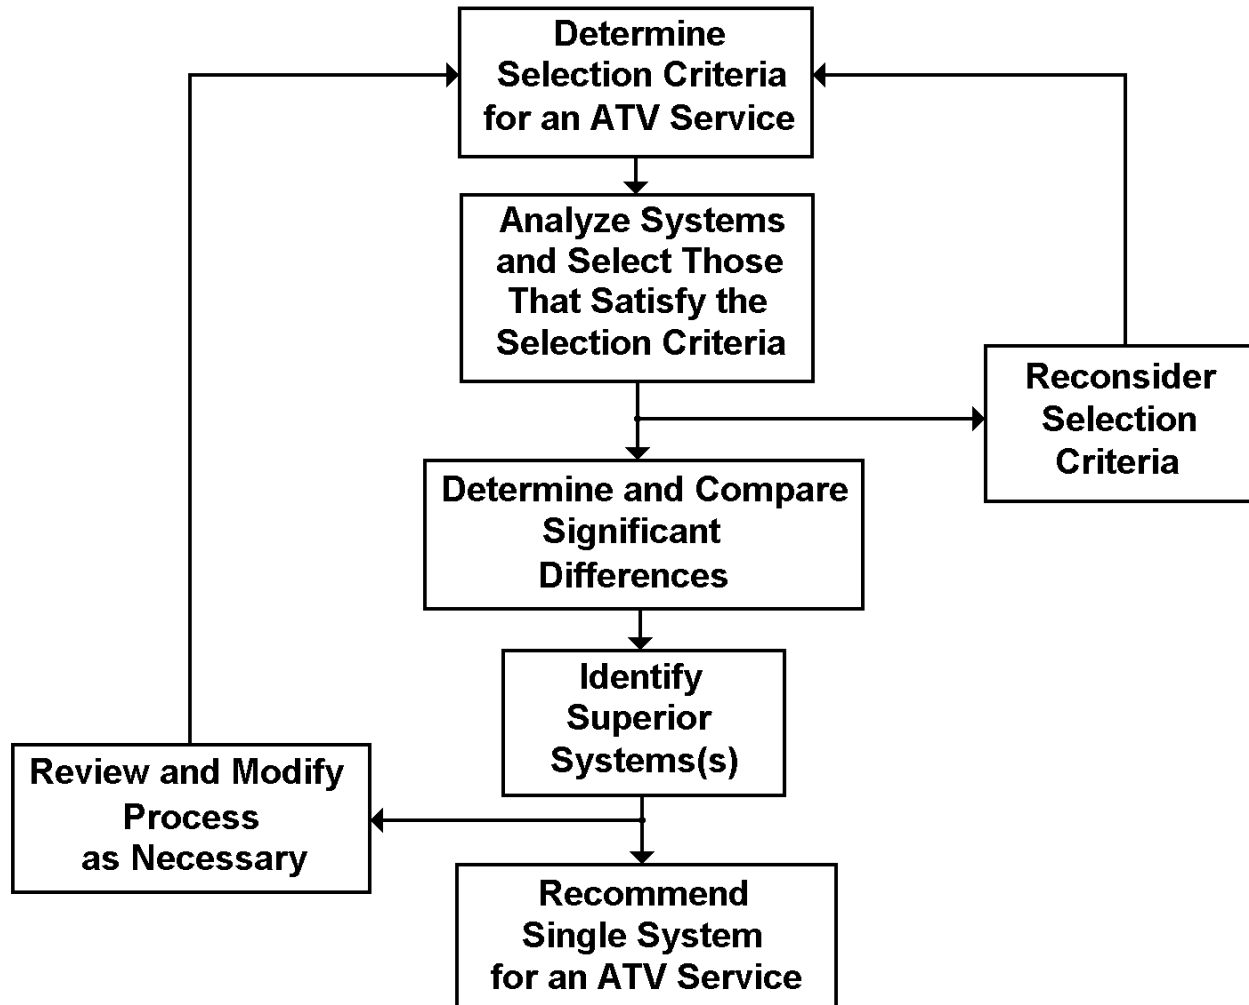 Determine
Selection Criteria
for an ATV Service
Analyze Systems
and Select Those
That Satisfy the
Selection Criteria
Reconsider
Selection
Criteria
Determine and Compare
Significant
Differences
Identify
Superior
Systems(s)
Review and Modify
Process
as Necessary
Recommend
Single System
for an ATV Service